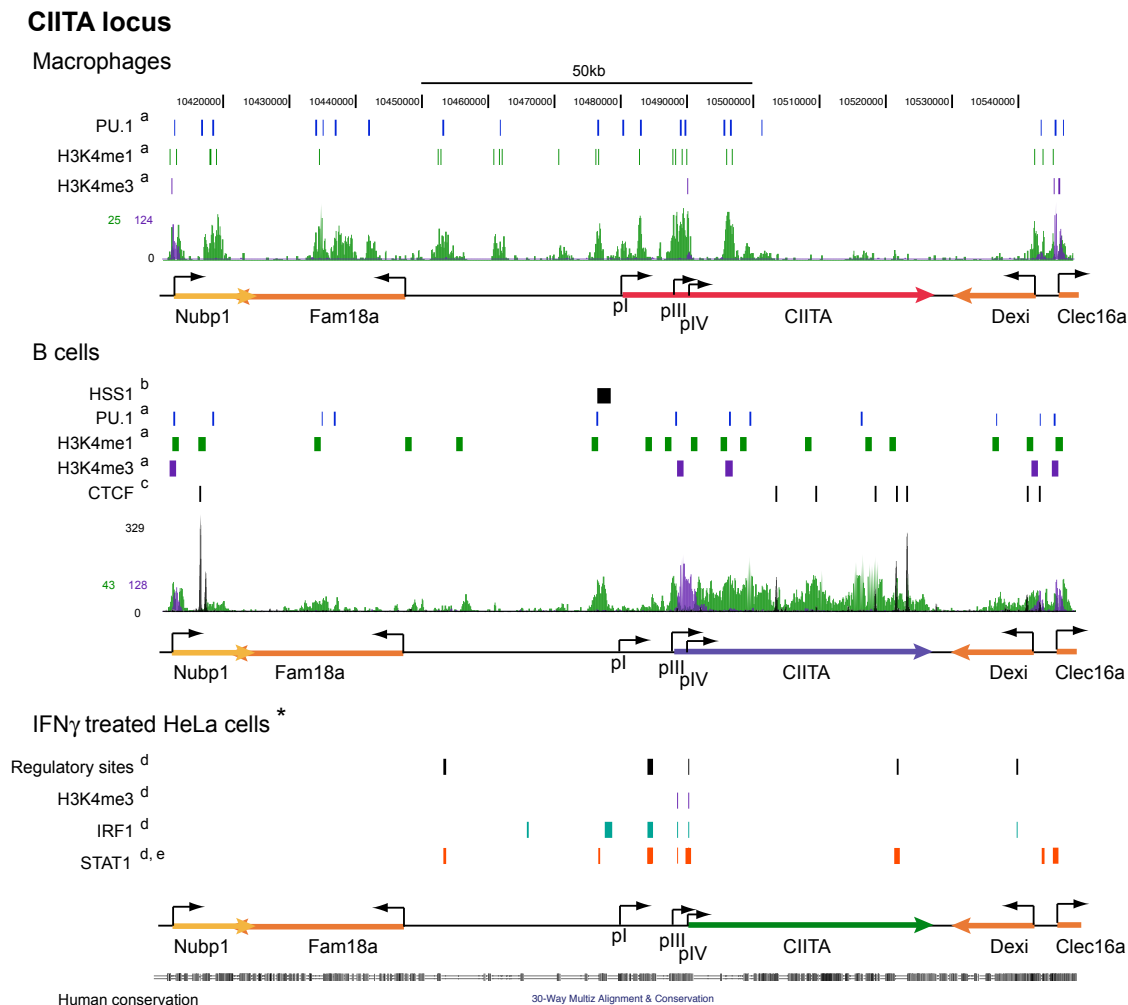 CIITA locus
Macrophages
50kb
10420000 10430000 10440000 10450000 10460000 10470000 10480000 10490000 10500000 10510000 10520000 10530000 10540000
PU.1 a
H3K4me1 a
H3K4me3 a
25 124
0
Nubp1 Fam18a pI pIII pIV CIITA Dexi Clec16a
B cells
HSS1 b
PU.1 a
H3K4me1 a
H3K4me3 a
CTCF c
329
43 128
0
Nubp1 Fam18a pI pIII pIV CIITA Dexi Clec16a
IFNγ treated HeLa cells *
Regulatory sites d
H3K4me3 d
IRF1 d
STAT1 d, e
Nubp1 Fam18a pI pIII pIV CIITA Dexi Clec16a
Human conservation 30-Way Multiz Alignment & Conservation